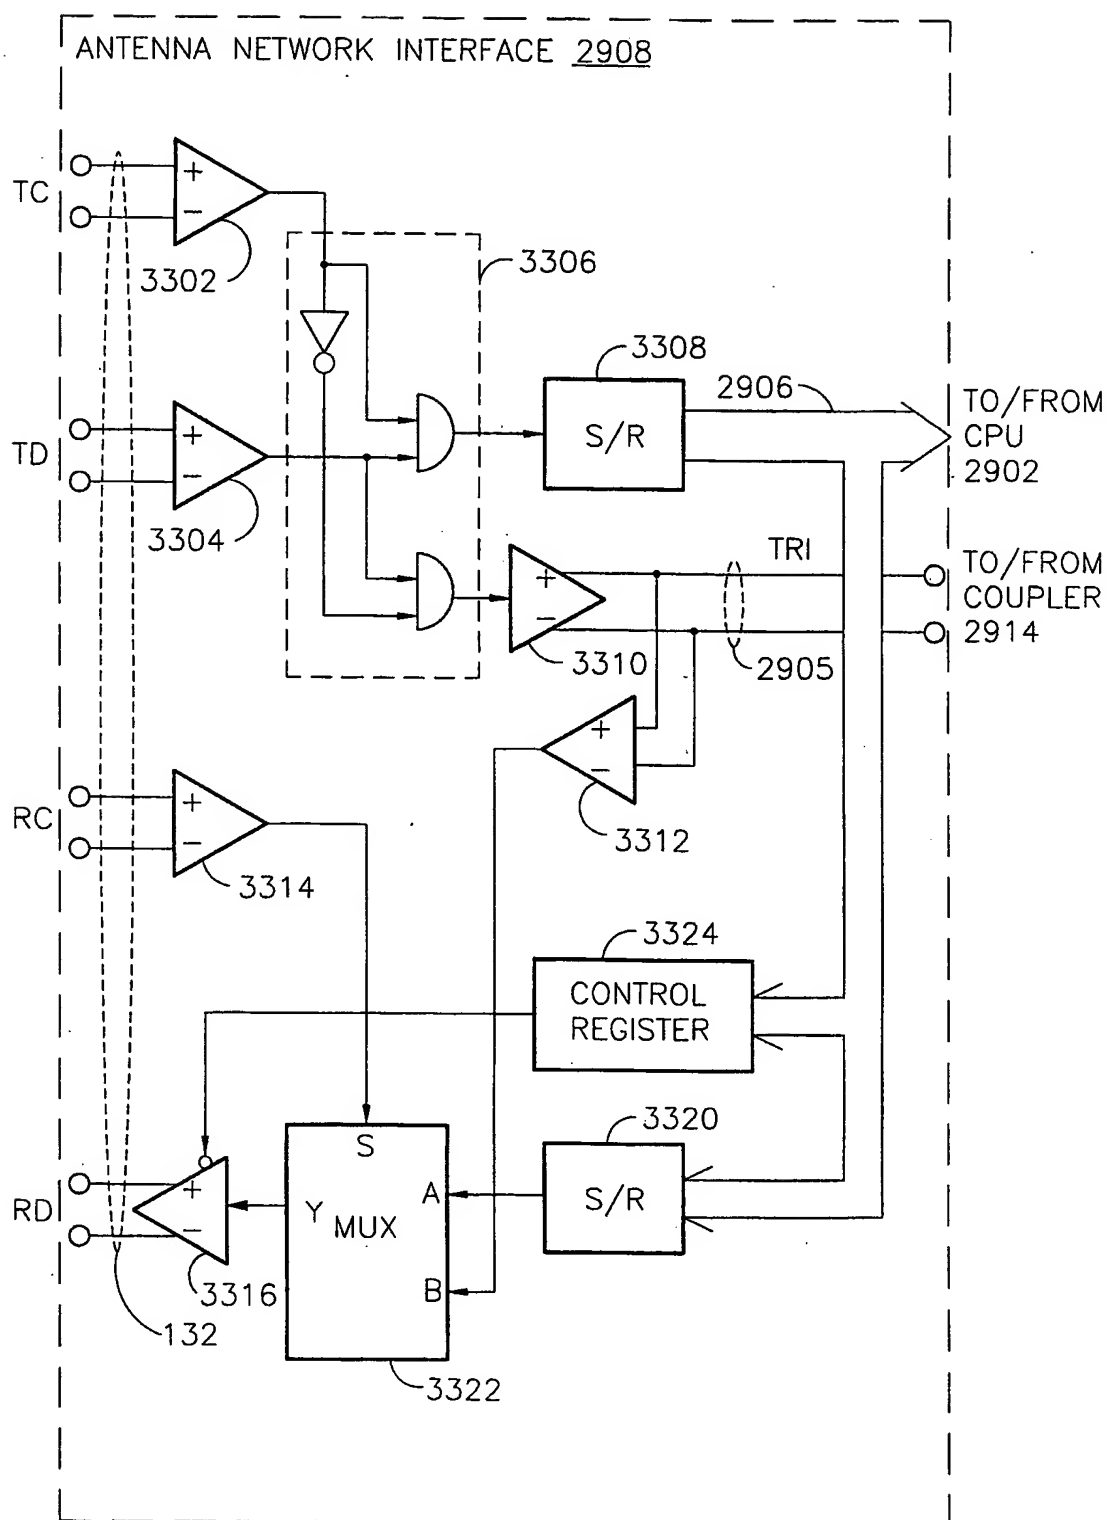 ANTENNA NETWORK INTERFACE 2908
TC
+
−
3302
3306
TD
+
−
3304
3308
S/R
2906
TO/FROM
CPU
2902
TRI
TO/FROM
COUPLER
2914
+
−
3310
2905
+
−
3312
RC
+
−
3314
3324
CONTROL
REGISTER
3320
S/R
RD
+
−
3316
132
S
A
Y MUX
B
3322